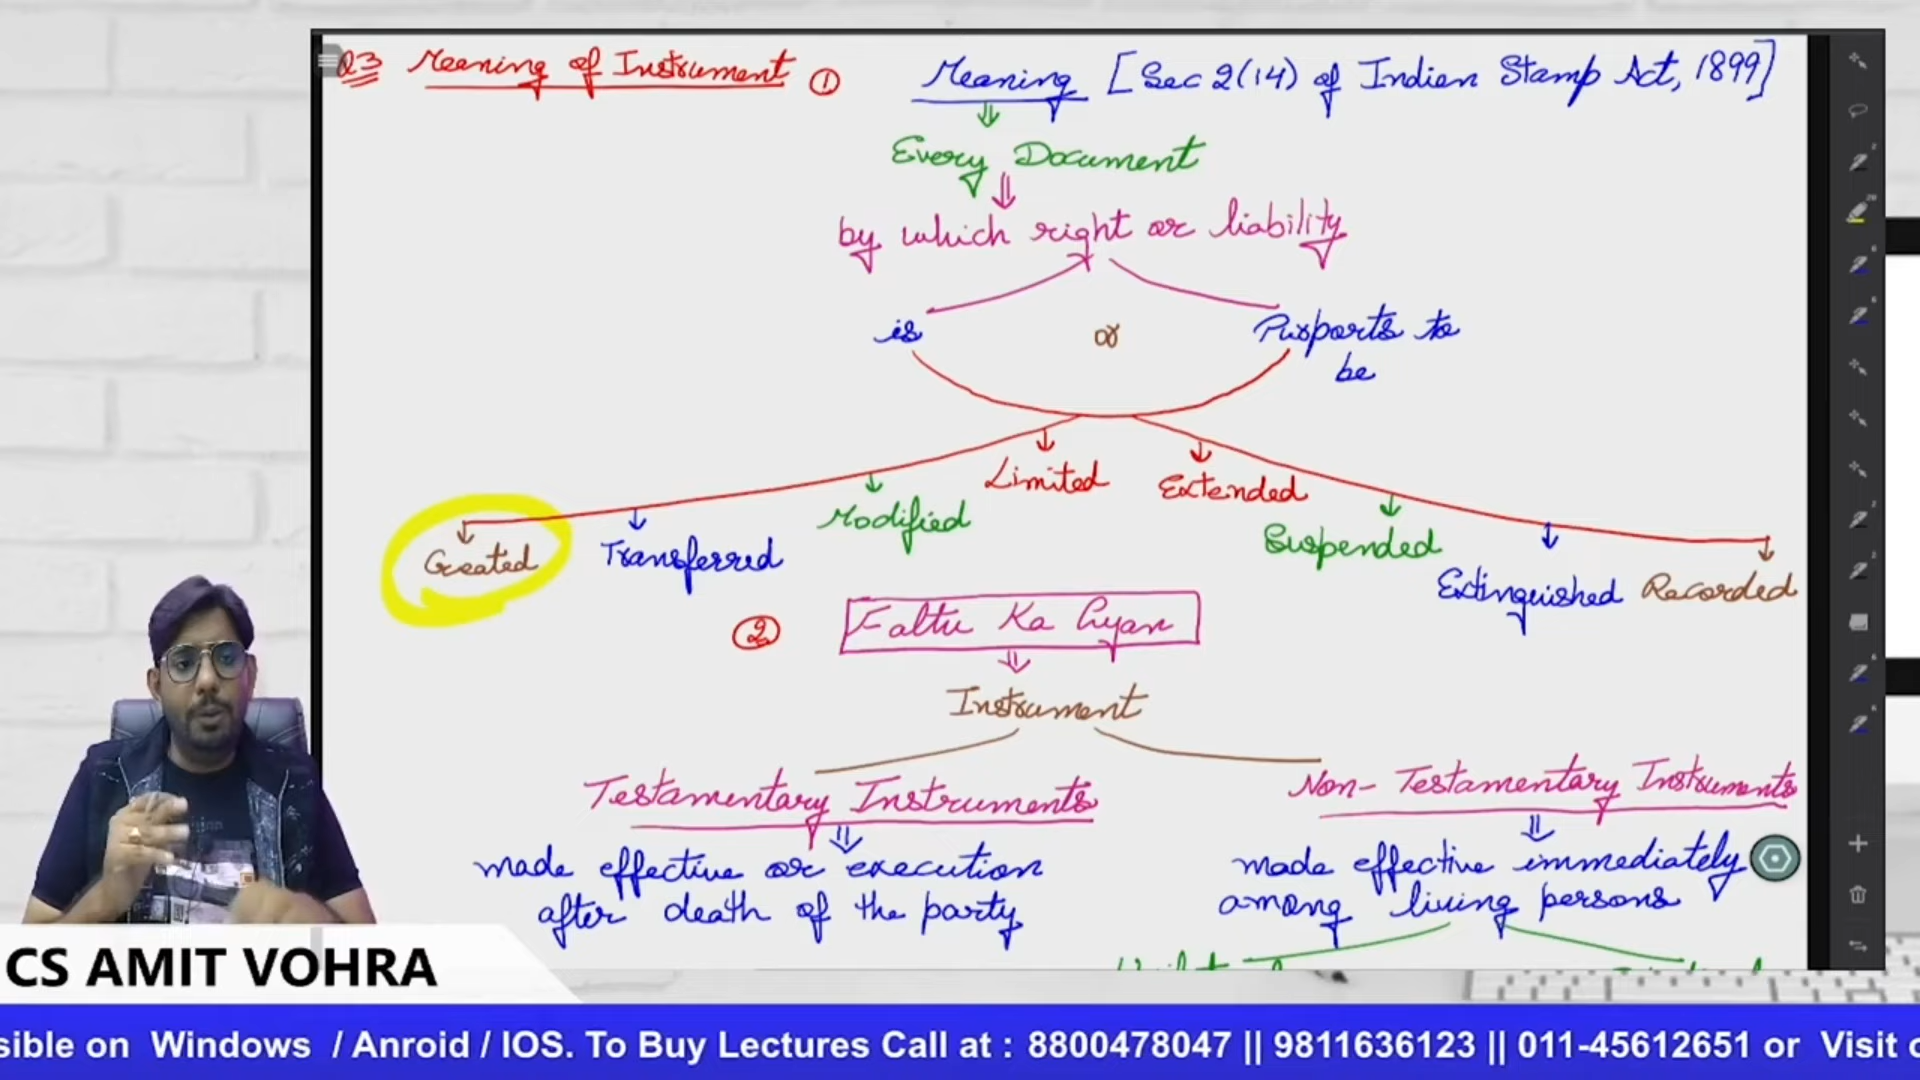 Q3 Meaning of Instrument ① Meaning [Sec 2(14) of Indian Stamp Act, 1899]
Every Document
by which right or liability
is or Purports to
be
Limited Extended
Modified Suspended
Created Transferred Extinguished Recorded
② Faltu Ka Gyan
Instrument
Testamentary Instruments Non-Testamentary Instruments
made effective or execution made effective immediately
after death of the party among living persons
CS AMIT VOHRA
sible on Windows / Anroid / IOS. To Buy Lectures Call at : 8800478047 || 9811636123 || 011-45612651 or Visit o